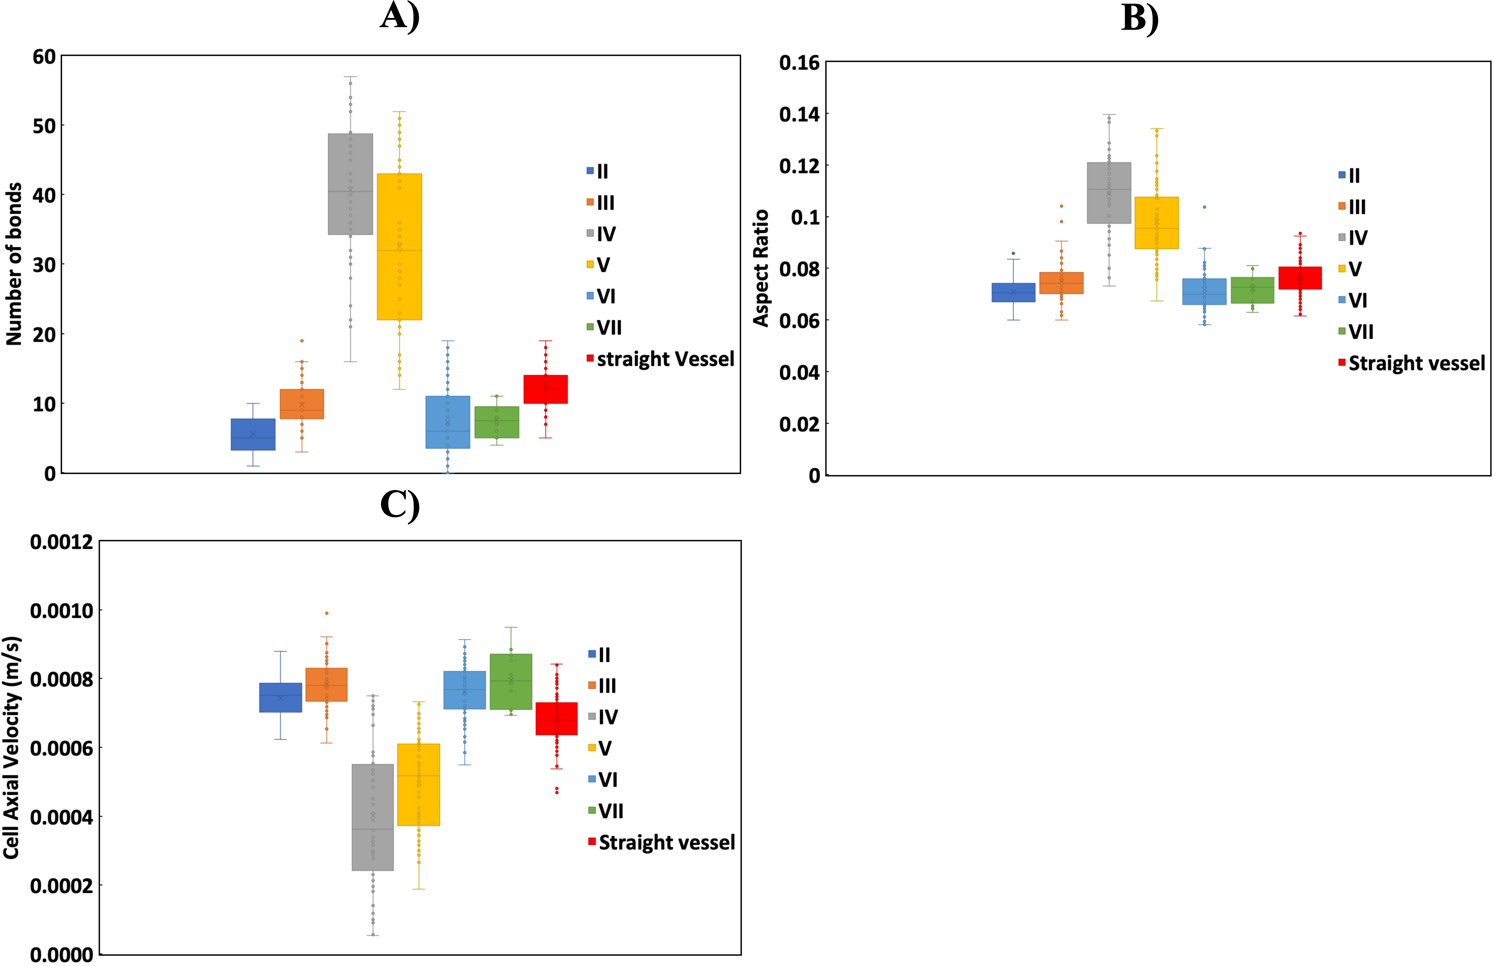 A)
60
50
40
30
20
10
0
Number of bonds
II
III
IV
V
VI
VII
straight Vessel
B)
0.16
0.14
0.12
0.1
0.08
0.06
0.04
0.02
0
Aspect Ratio
II
III
IV
V
VI
VII
Straight vessel
C)
0.0012
0.0010
0.0008
0.0006
0.0004
0.0002
0.0000
Cell Axial Velocity (m/s)
II
III
IV
V
VI
VII
Straight vessel